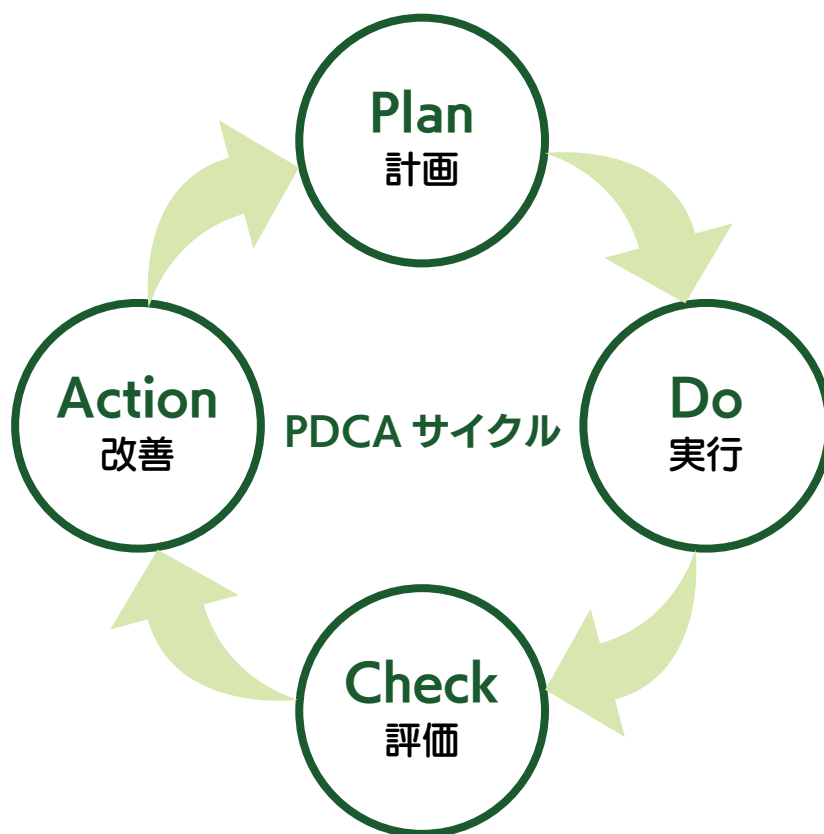 Plan
計画
Do
実行
Check
評価
Action
改善
PDCA サイクル